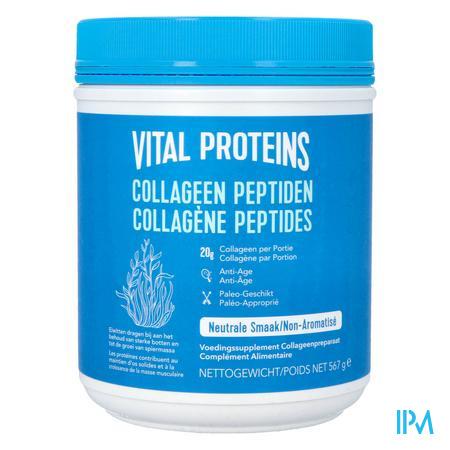 VITAL PROTEINS
COLLAGEEN PEPTIDEN
COLLAGÈNE PEPTIDES
20g Collageen per Portie
Collagène par Portion
Anti-Age
Anti-Âge
Paleo-Geschikt
Paléo-Approprié
Neutrale Smaak/Non-Aromatisé
Eiwitten dragen bij aan het
behoud van sterke botten en
tot de groei van spiermassa
Les protéines contribuent au
maintien d'os solides et à la
croissance de la masse musculaire
Voedingssupplement Collageenpreparaat
Complément Alimentaire
NETTOGEWICHT/POIDS NET 567 g e
IPM